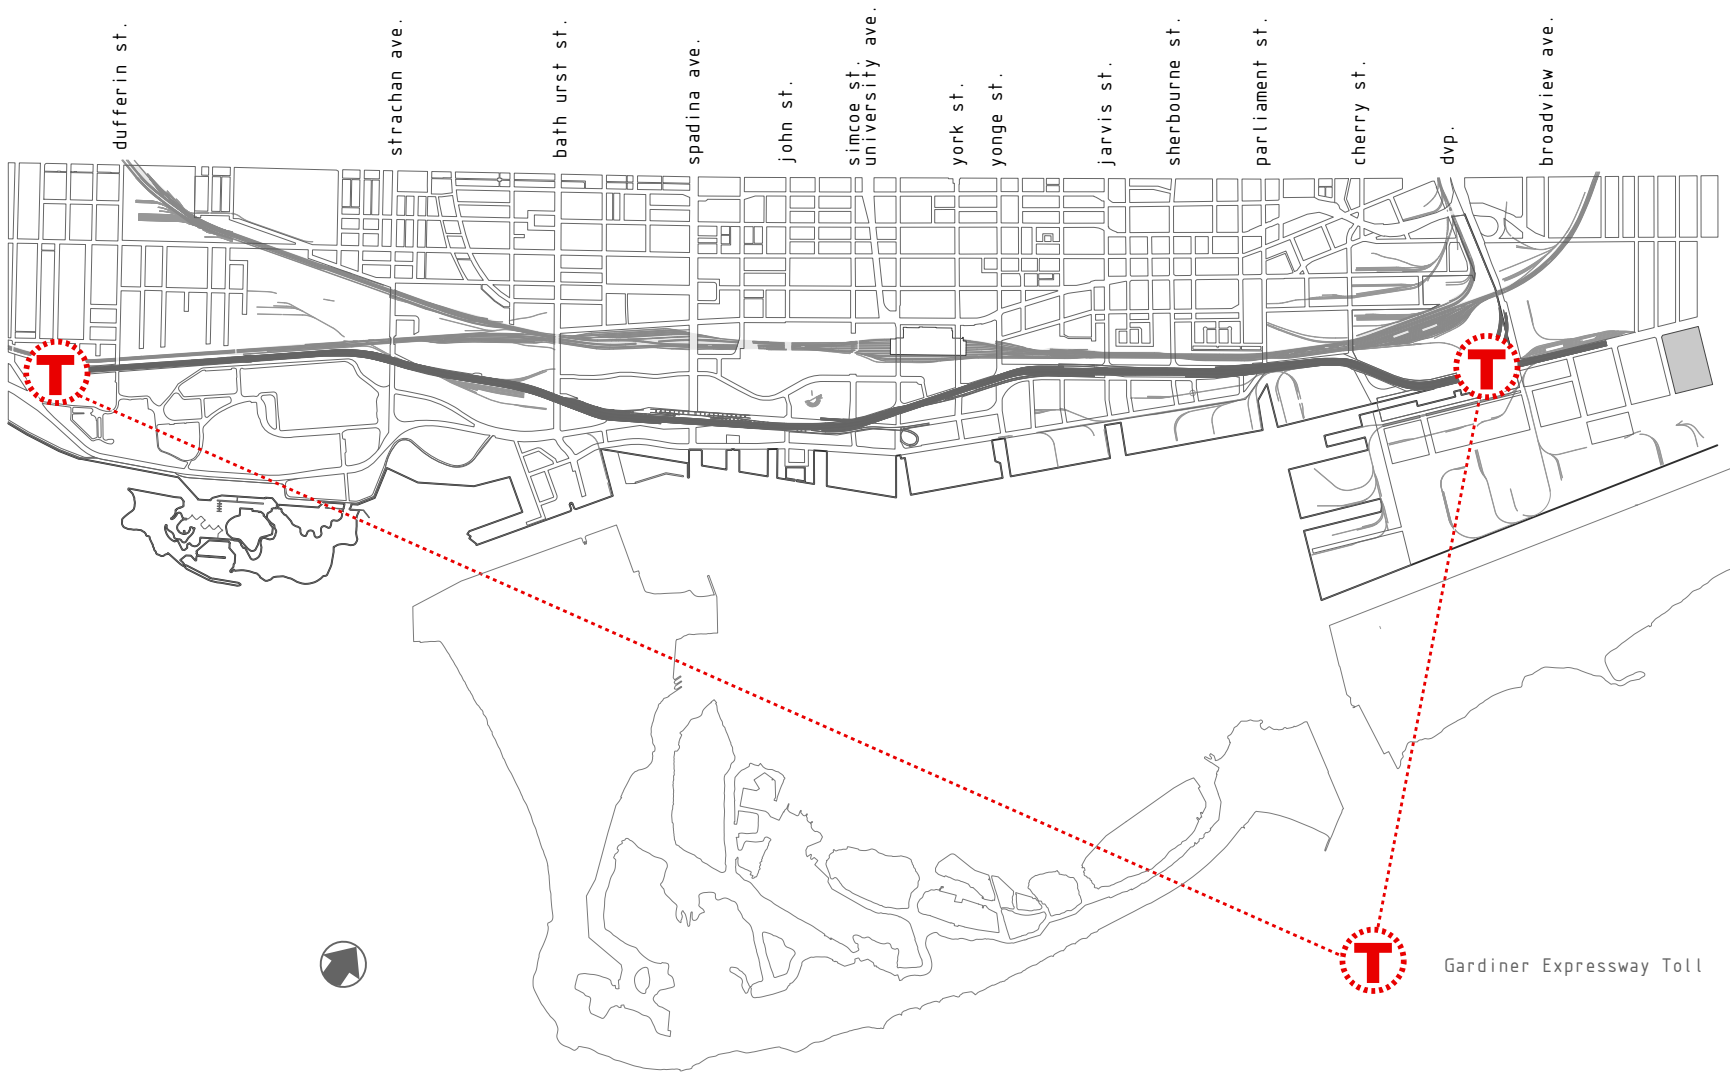 dufferin st.
strachan ave.
bath urst st.
spadina ave.
john st.
simcoe st.
university ave.
york st.
yonge st.
jarvis st.
sherbourne st.
parliament st.
cherry st.
dvp.
broadview ave.
T
T
T
Gardiner Expressway Toll